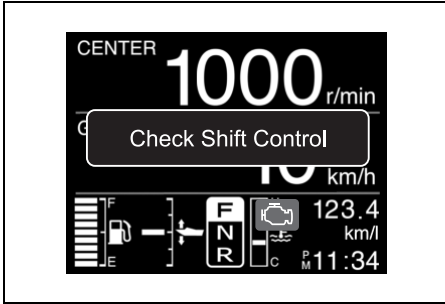 CENTER
1000 r/min
G
Check Shift Control
10 km/h
F
E
F
N
R
C
123.4
km/l
PM 11:34